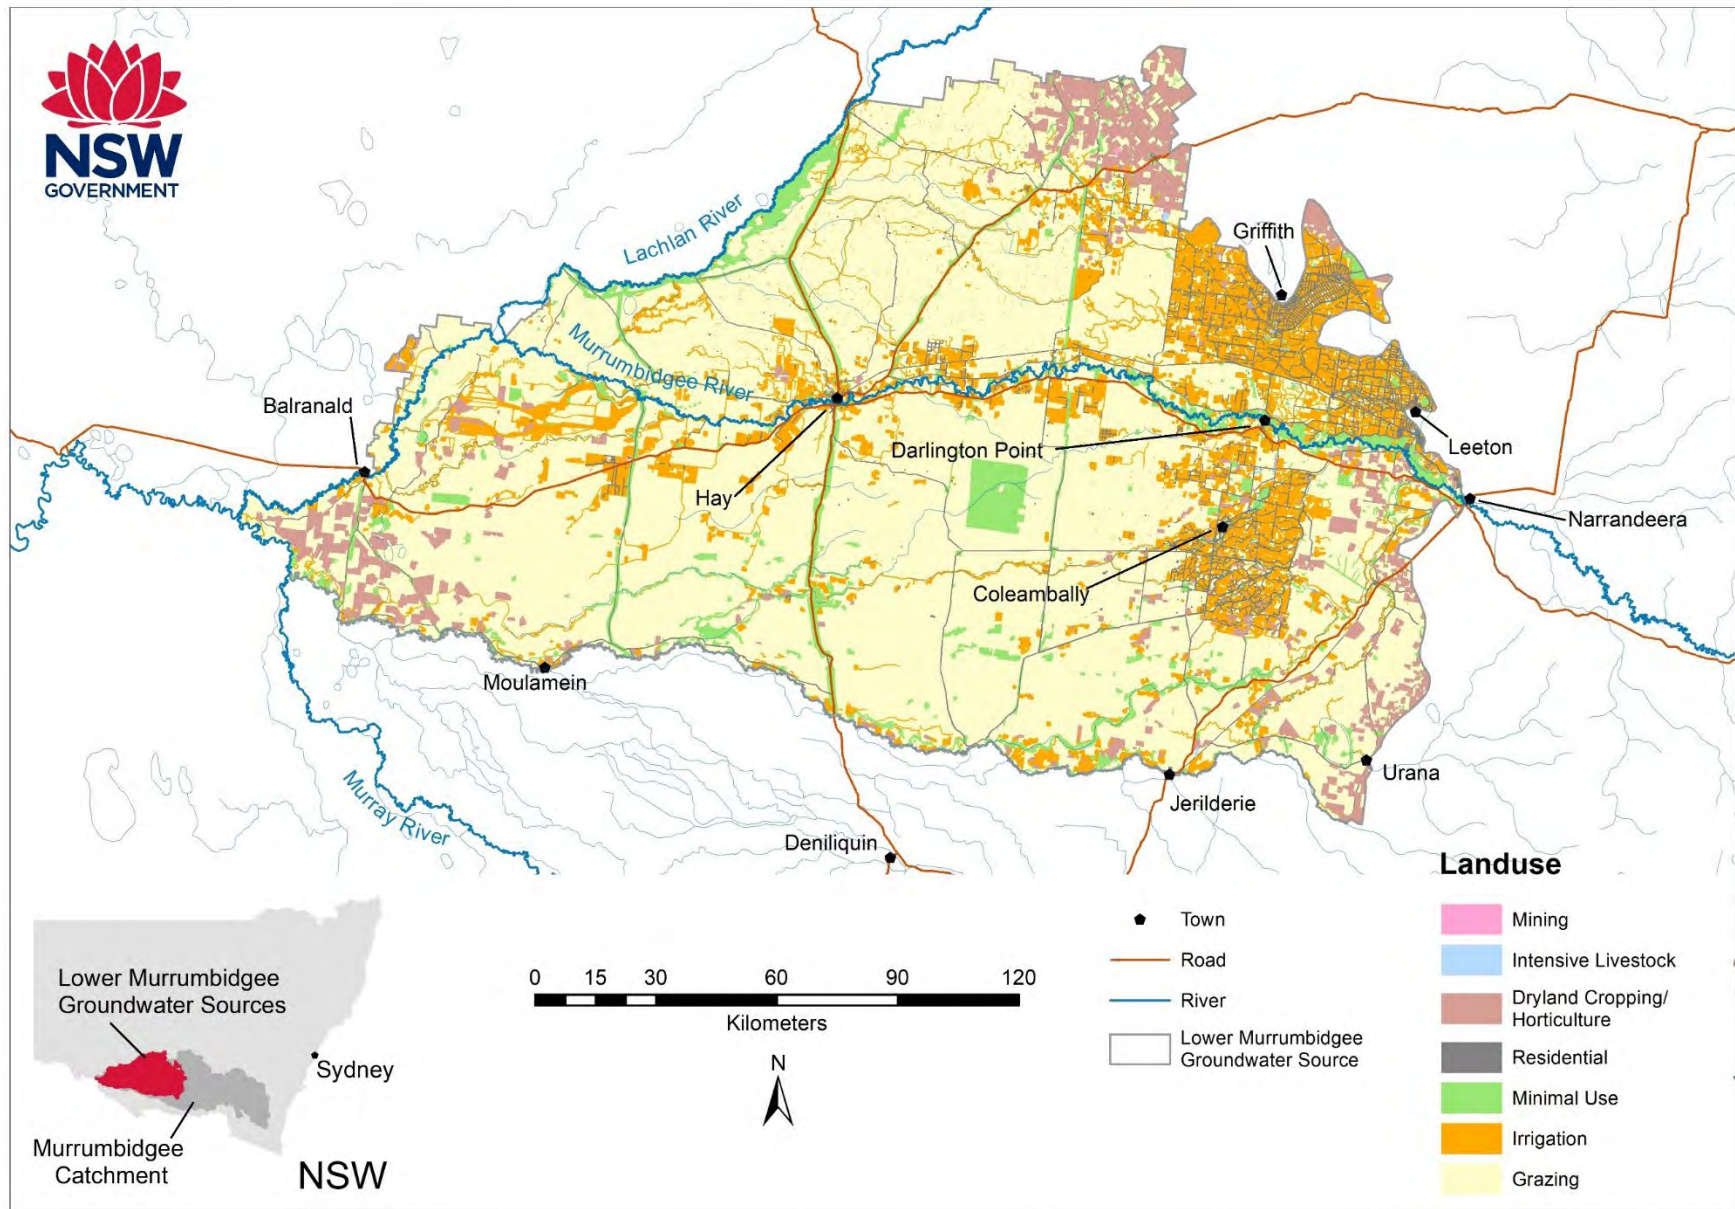 NSW
GOVERNMENT
Lachlan River
Griffith
Murrumbidgee River
Balranald
Darlington Point
Leeton
Hay
Narrandeera
Coleambally
Moulamein
Urana
Jerilderie
Murray River
Deniliquin
Lower Murrumbidgee
Groundwater Sources
Sydney
Murrumbidgee
Catchment
NSW
0 15 30 60 90 120
Kilometers
N
Town
Road
River
Lower Murrumbidgee
Groundwater Source
Landuse
Mining
Intensive Livestock
Dryland Cropping/
Horticulture
Residential
Minimal Use
Irrigation
Grazing